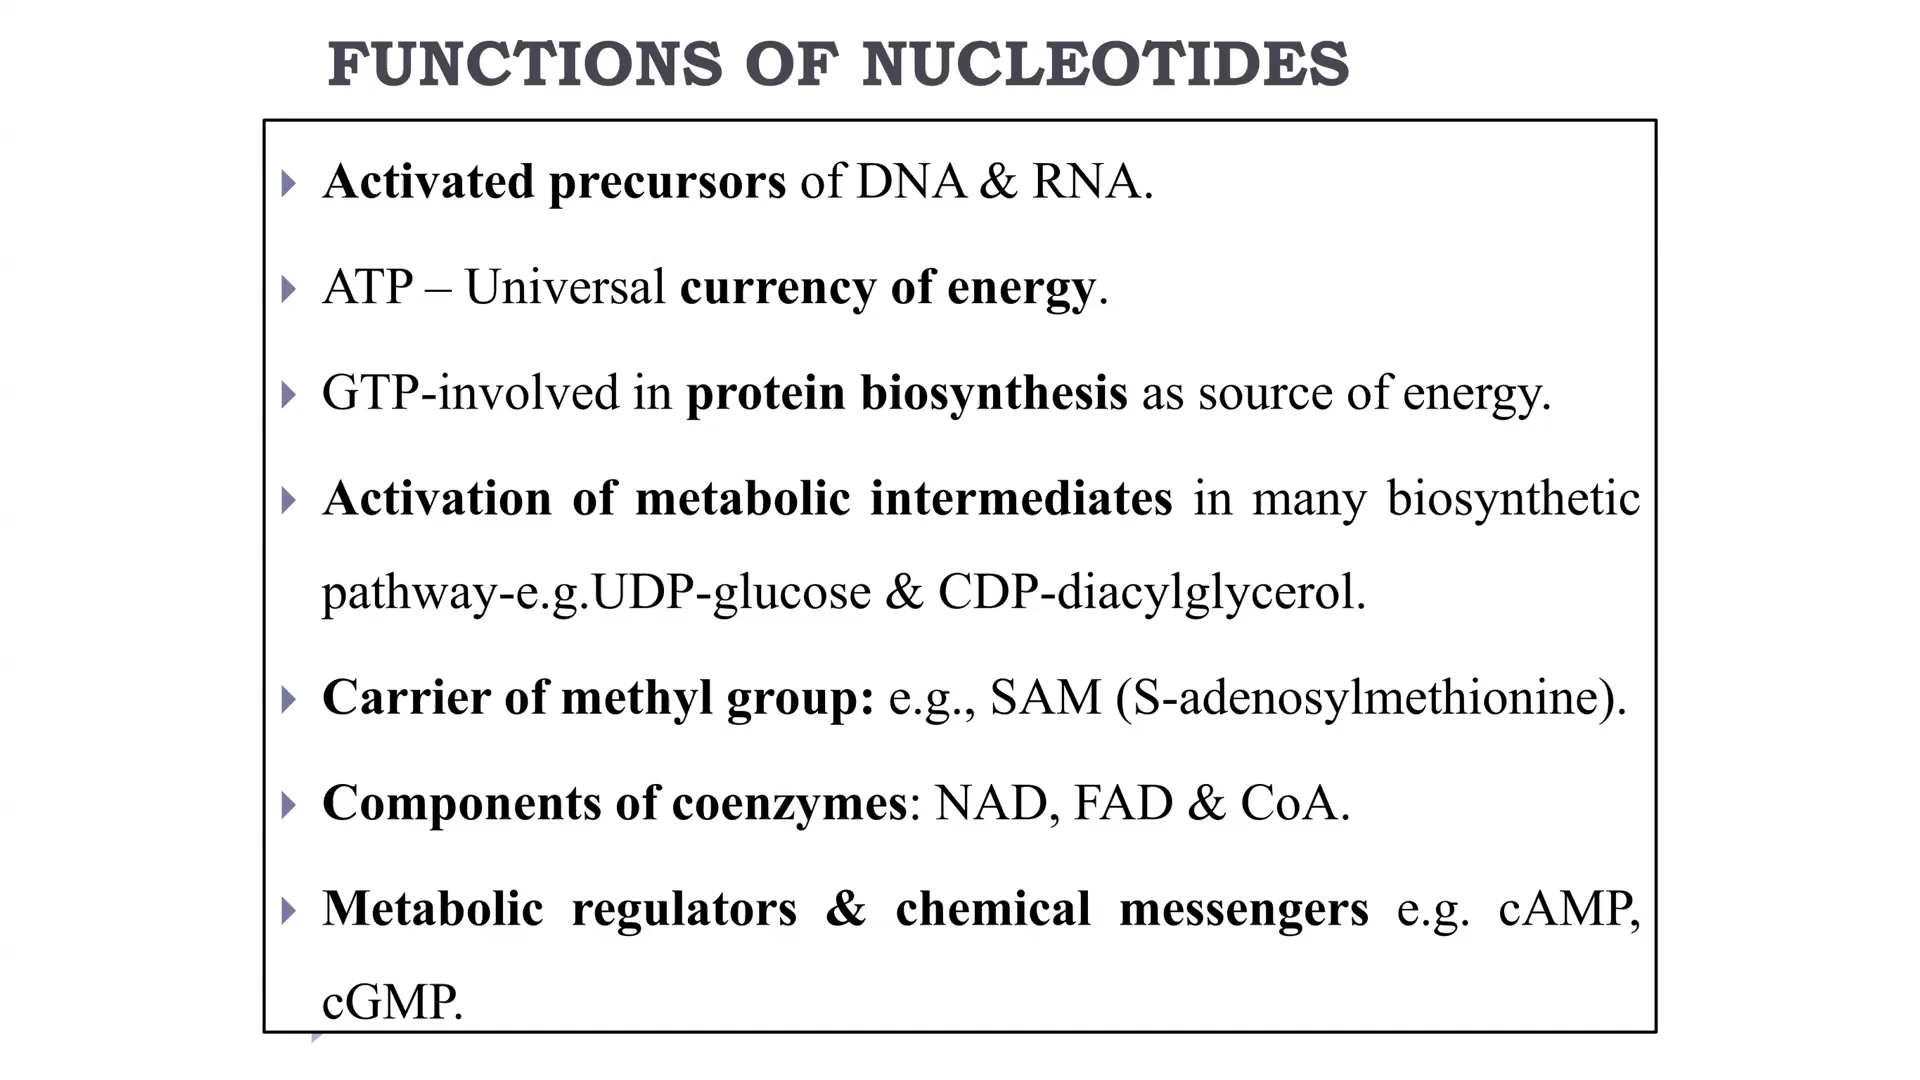 FUNCTIONS OF NUCLEOTIDES
Activated precursors of DNA & RNA.
ATP – Universal currency of energy.
GTP-involved in protein biosynthesis as source of energy.
Activation of metabolic intermediates in many biosynthetic
pathway-e.g.UDP-glucose & CDP-diacylglycerol.
Carrier of methyl group: e.g., SAM (S-adenosylmethionine).
Components of coenzymes: NAD, FAD & CoA.
Metabolic regulators & chemical messengers e.g. cAMP,
cGMP.